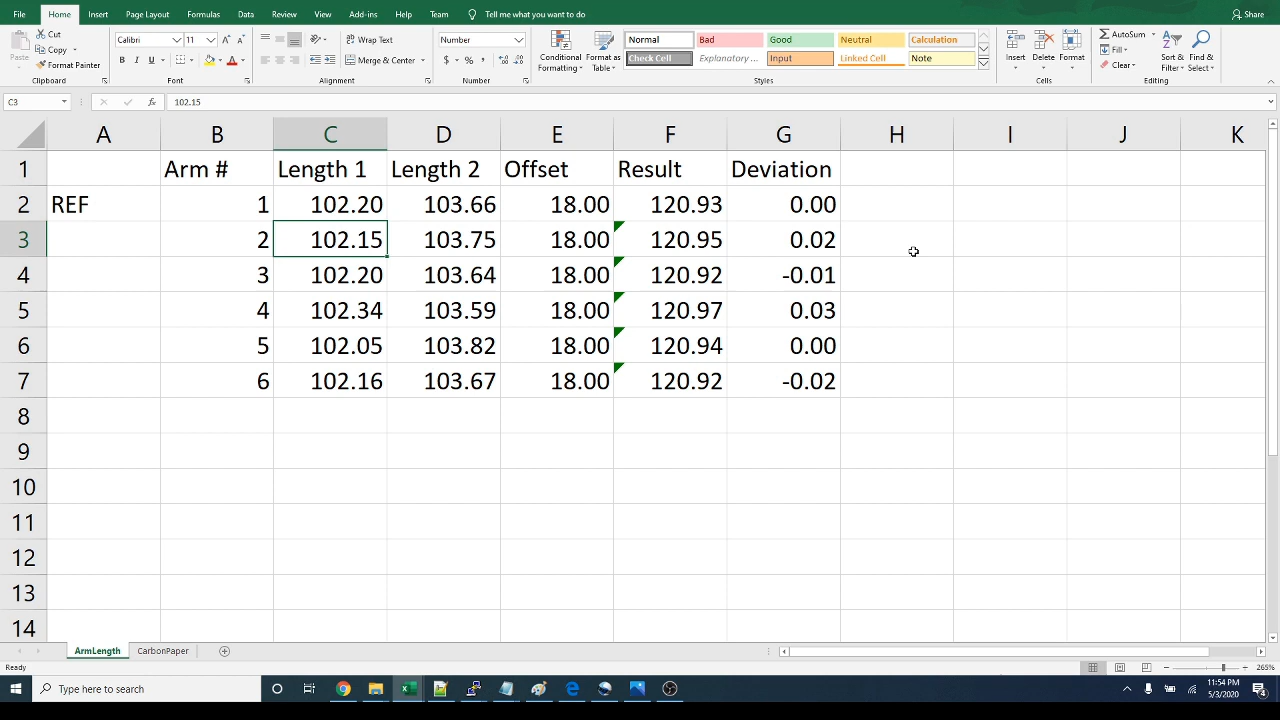 File Home Insert Page Layout Formulas Data Review View Add-ins Help Team Tell me what you want to do Share
Paste
Cut
Copy
Format Painter
Clipboard
Calibri 11
B I U
Font
Wrap Text
Merge & Center
Alignment
Number
$ % ,
Number
Conditional Formatting
Format as Table
Normal Bad Good Neutral Calculation
Check Cell Explanatory ... Input Linked Cell Note
Styles
Insert Delete Format
Cells
AutoSum
Fill
Clear
Sort & Filter
Find & Select
Editing
C3 fx 102.15
A B C D E F G H I J K
1 Arm # Length 1 Length 2 Offset Result Deviation
2 REF 1 102.20 103.66 18.00 120.93 0.00
3 2 102.15 103.75 18.00 120.95 0.02
4 3 102.20 103.64 18.00 120.92 -0.01
5 4 102.34 103.59 18.00 120.97 0.03
6 5 102.05 103.82 18.00 120.94 0.00
7 6 102.16 103.67 18.00 120.92 -0.02
8
9
10
11
12
13
14
ArmLength CarbonPaper
Ready 265%
Type here to search
11:54 PM
5/3/2020